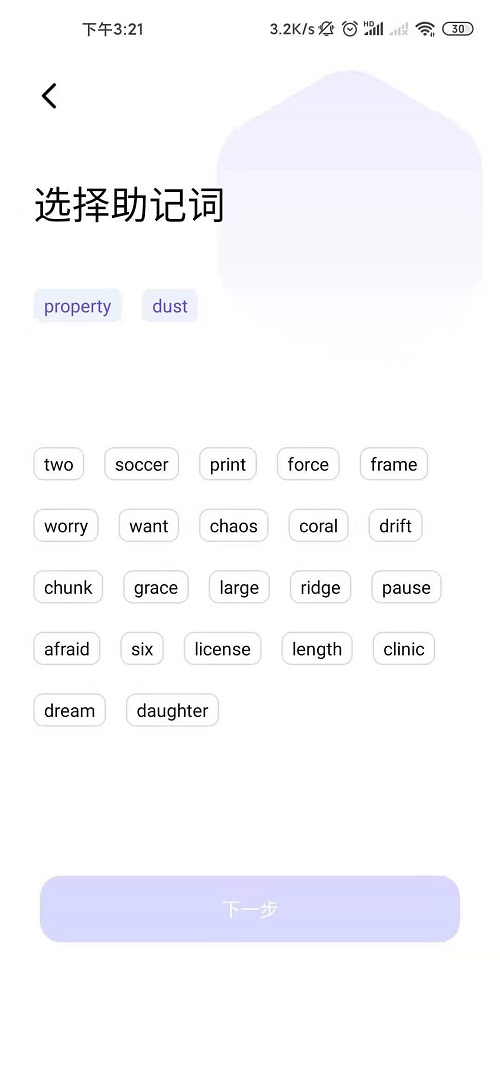 下午3:21 3.2K/s HD 30
选择助记词
property dust
two soccer print force frame
worry want chaos coral drift
chunk grace large ridge pause
afraid six license length clinic
dream daughter
下一步